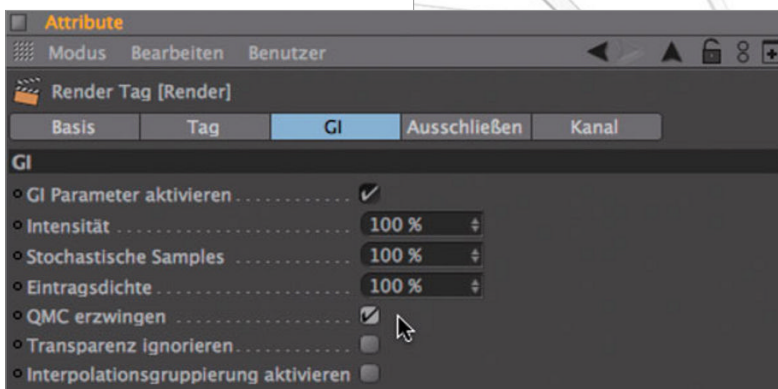 Attribute
Modus Bearbeiten Benutzer
Render Tag [Render]
Basis Tag GI Ausschließen Kanal
GI
GI Parameter aktivieren ............ ✓
Intensität .......................... 100 %
Stochastische Samples ............ 100 %
Eintragsdichte ..................... 100 %
QMC erzwingen .................. ✓
Transparenz ignorieren ............
Interpolationsgruppierung aktivieren